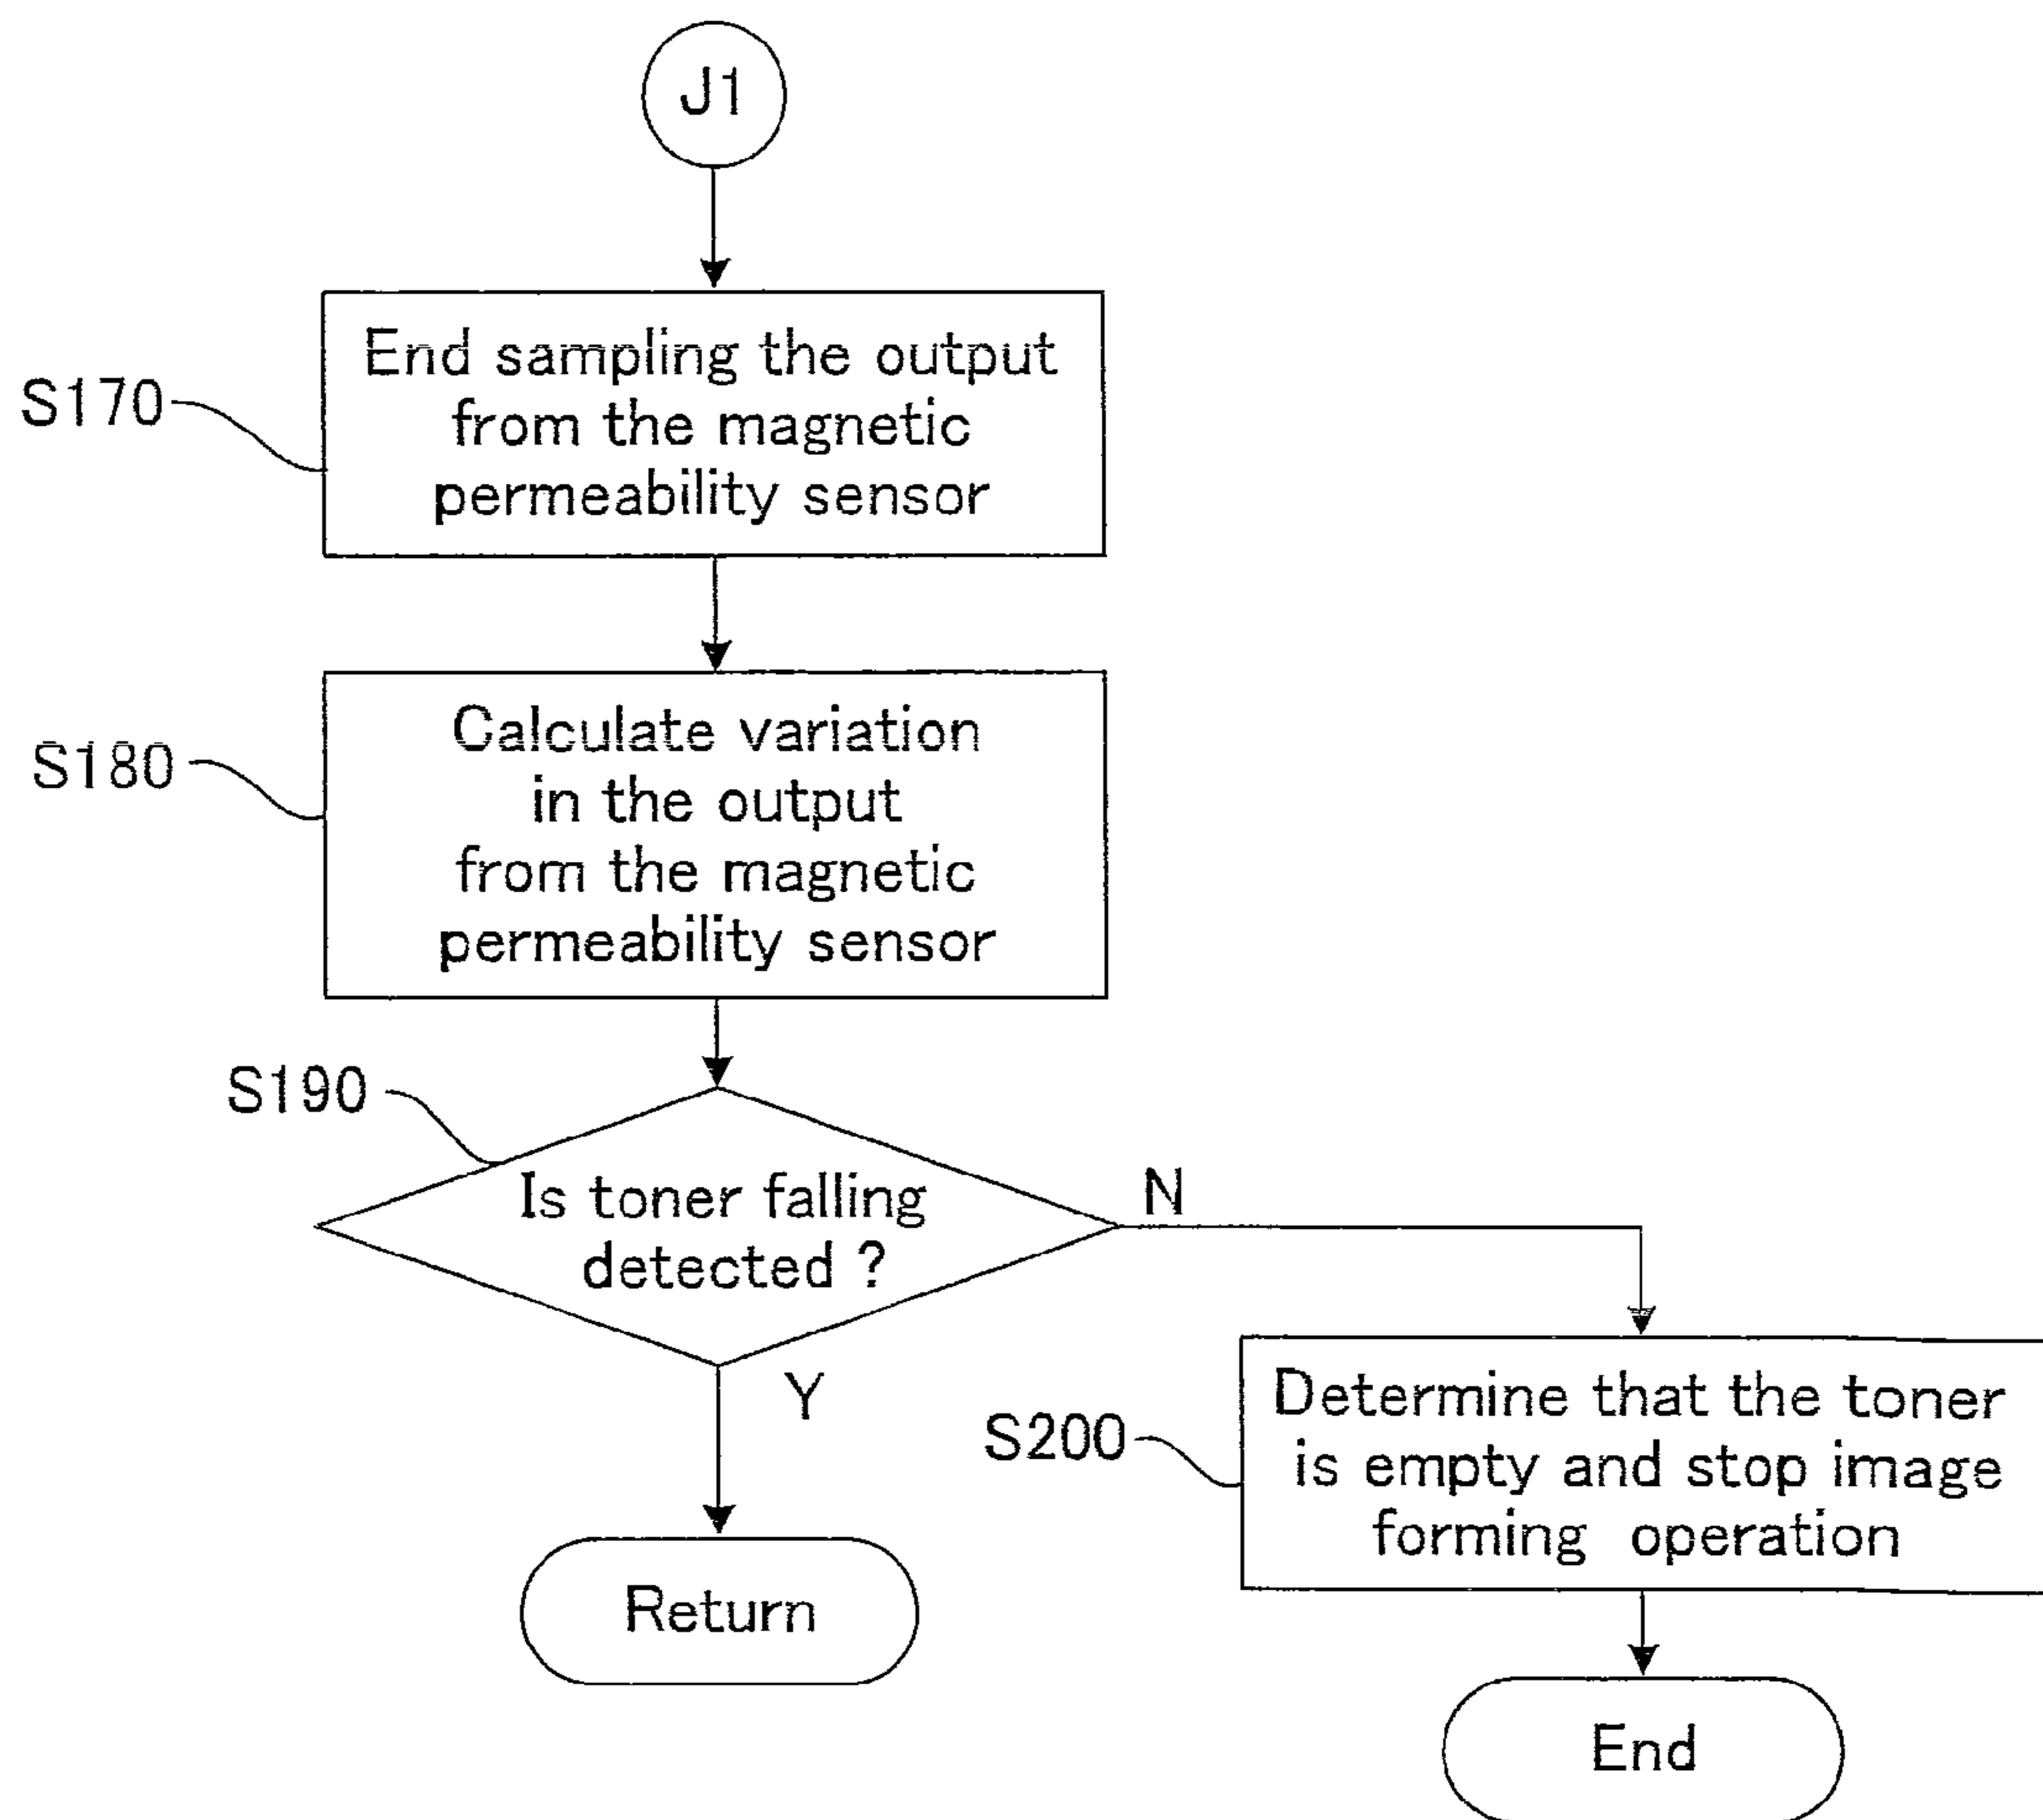 J1
S170
End sampling the output
from the magnetic
permeability sensor
S180
Calculate variation
in the output
from the magnetic
permeability sensor
S190
Is toner falling
detected ?
N
Y
S200
Determine that the toner
is empty and stop image
forming operation
Return
End